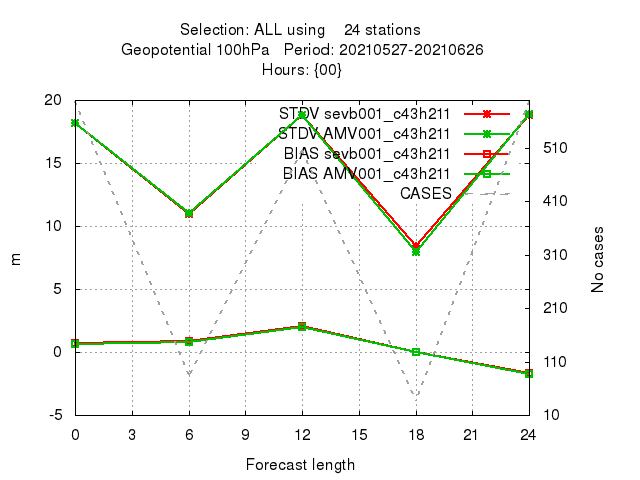 Selection: ALL using    24 stations
Geopotential 100hPa   Period: 20210527-20210626
Hours: {00}
STDV sevb001_c43h211
STDV AMV001_c43h211
BIAS sevb001_c43h211
BIAS AMV001_c43h211
CASES
20
15
10
5
0
-5
m
510
410
310
210
110
10
No cases
0 3 6 9 12 15 18 21 24
Forecast length